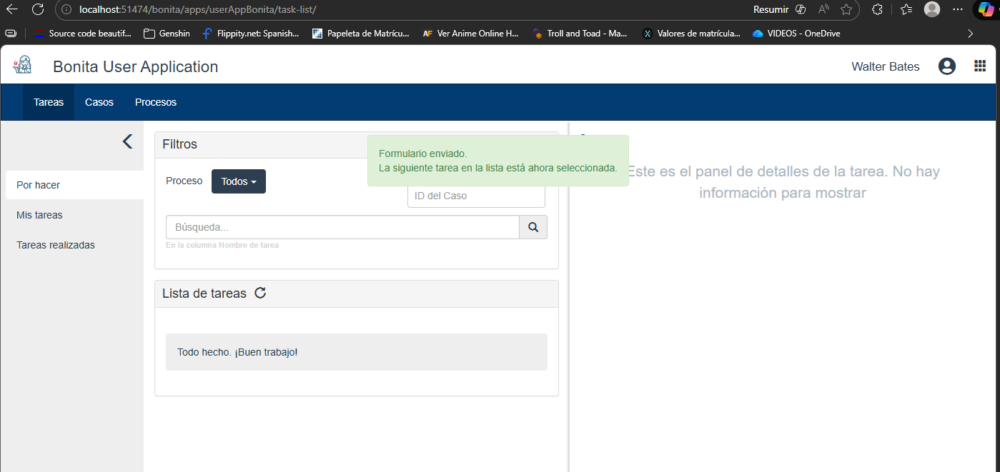 localhost:51474/bonita/apps/userAppBonita/task-list/
Resumir
Source code beautif...
Genshin
Flippity.net: Spanish...
Papeleta de Matrícu...
AF Ver Anime Online H...
Troll and Toad - Ma...
X Valores de matrícula...
VIDEOS - OneDrive
Bonita User Application
Walter Bates
Tareas
Casos
Procesos
Por hacer
Mis tareas
Tareas realizadas
Filtros
Formulario enviado.
La siguiente tarea en la lista está ahora seleccionada.
Proceso
Todos
ID del Caso
Búsqueda...
En la columna Nombre de tarea
Lista de tareas
Todo hecho. ¡Buen trabajo!
Este es el panel de detalles de la tarea. No hay
información para mostrar